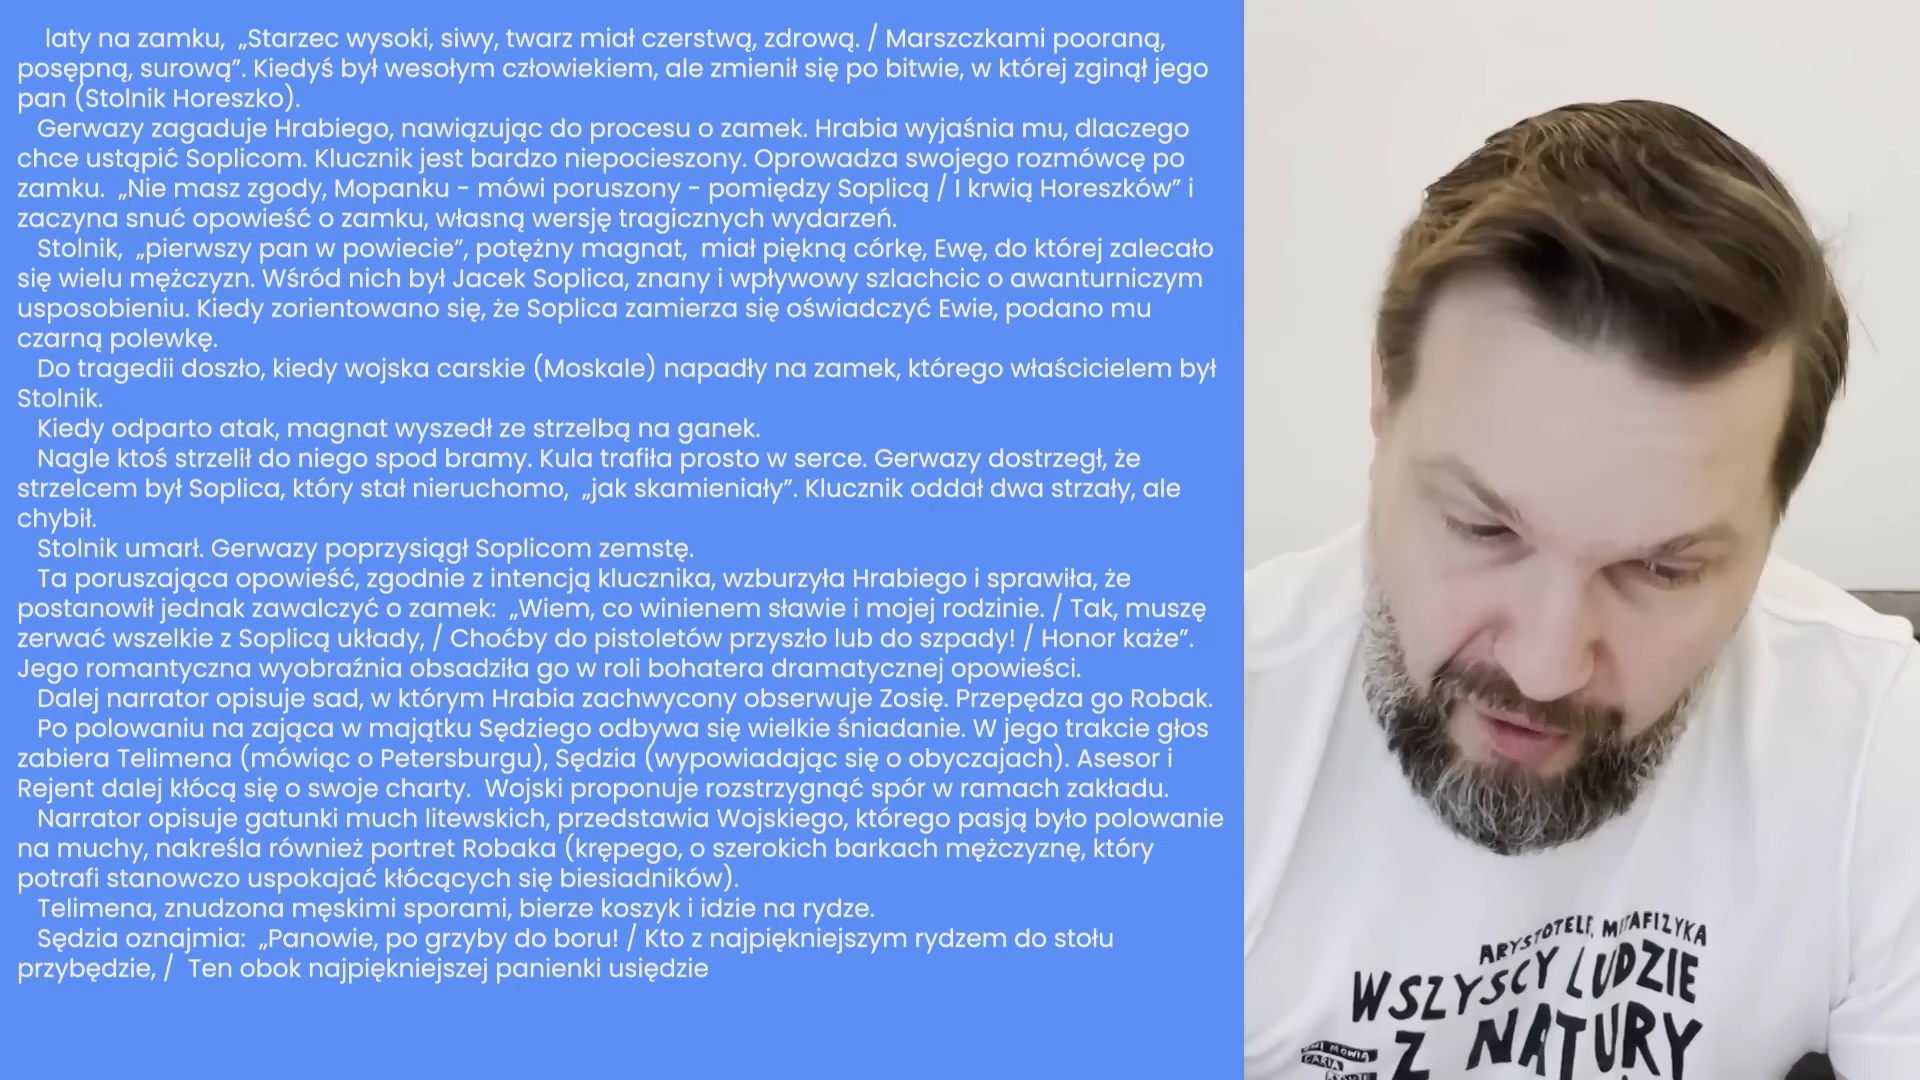 laty na zamku,  „Starzec wysoki, siwy, twarz miał czerstwą, zdrową. / Marszczkami pooraną,
posępną, surową”. Kiedyś był wesołym człowiekiem, ale zmienił się po bitwie, w której zginął jego
pan (Stolnik Horeszko).
Gerwazy zagaduje Hrabiego, nawiązując do procesu o zamek. Hrabia wyjaśnia mu, dlaczego
chce ustąpić Soplicom. Klucznik jest bardzo niepocieszony. Oprowadza swojego rozmówcę po
zamku.  „Nie masz zgody, Mopanku - mówi poruszony - pomiędzy Soplicą / I krwią Horeszków” i
zaczyna snuć opowieść o zamku, własną wersję tragicznych wydarzeń.
Stolnik,  „pierwszy pan w powiecie”, potężny magnat,  miał piękną córkę, Ewę, do której zalecało
się wielu mężczyzn. Wśród nich był Jacek Soplica, znany i wpływowy szlachcic o awanturniczym
usposobieniu. Kiedy zorientowano się, że Soplica zamierza się oświadczyć Ewie, podano mu
czarną polewkę.
Do tragedii doszło, kiedy wojska carskie (Moskale) napadły na zamek, którego właścicielem był
Stolnik.
Kiedy odparto atak, magnat wyszedł ze strzelbą na ganek.
Nagle ktoś strzelił do niego spod bramy. Kula trafiła prosto w serce. Gerwazy dostrzegł, że
strzelcem był Soplica, który stał nieruchomo,  „jak skamieniały”. Klucznik oddał dwa strzały, ale
chybił.
Stolnik umarł. Gerwazy poprzysiągł Soplicom zemstę.
Ta poruszająca opowieść, zgodnie z intencją klucznika, wzburzyła Hrabiego i sprawiła, że
postanowił jednak zawalczyć o zamek:  „Wiem, co winienem sławie i mojej rodzinie. / Tak, muszę
zerwać wszelkie z Soplicą układy, / Choćby do pistoletów przyszło lub do szpady! / Honor każe”.
Jego romantyczna wyobraźnia obsadziła go w roli bohatera dramatycznej opowieści.
Dalej narrator opisuje sad, w którym Hrabia zachwycony obserwuje Zosię. Przepędza go Robak.
Po polowaniu na zająca w majątku Sędziego odbywa się wielkie śniadanie. W jego trakcie głos
zabiera Telimena (mówiąc o Petersburgu), Sędzia (wypowiadając się o obyczajach). Asesor i
Rejent dalej kłócą się o swoje charty.  Wojski proponuje rozstrzygnąć spór w ramach zakładu.
Narrator opisuje gatunki much litewskich, przedstawia Wojskiego, którego pasją było polowanie
na muchy, nakreśla również portret Robaka (krępego, o szerokich barkach mężczyznę, który
potrafi stanowczo uspokajać kłócących się biesiadników).
Telimena, znudzona męskimi sporami, bierze koszyk i idzie na rydze.
Sędzia oznajmia:  „Panowie, po grzyby do boru! / Kto z najpiękniejszym rydzem do stołu
przybędzie, /  Ten obok najpiękniejszej panienki usiędzie
WSZYSCY LUDZIE
Z NATURY